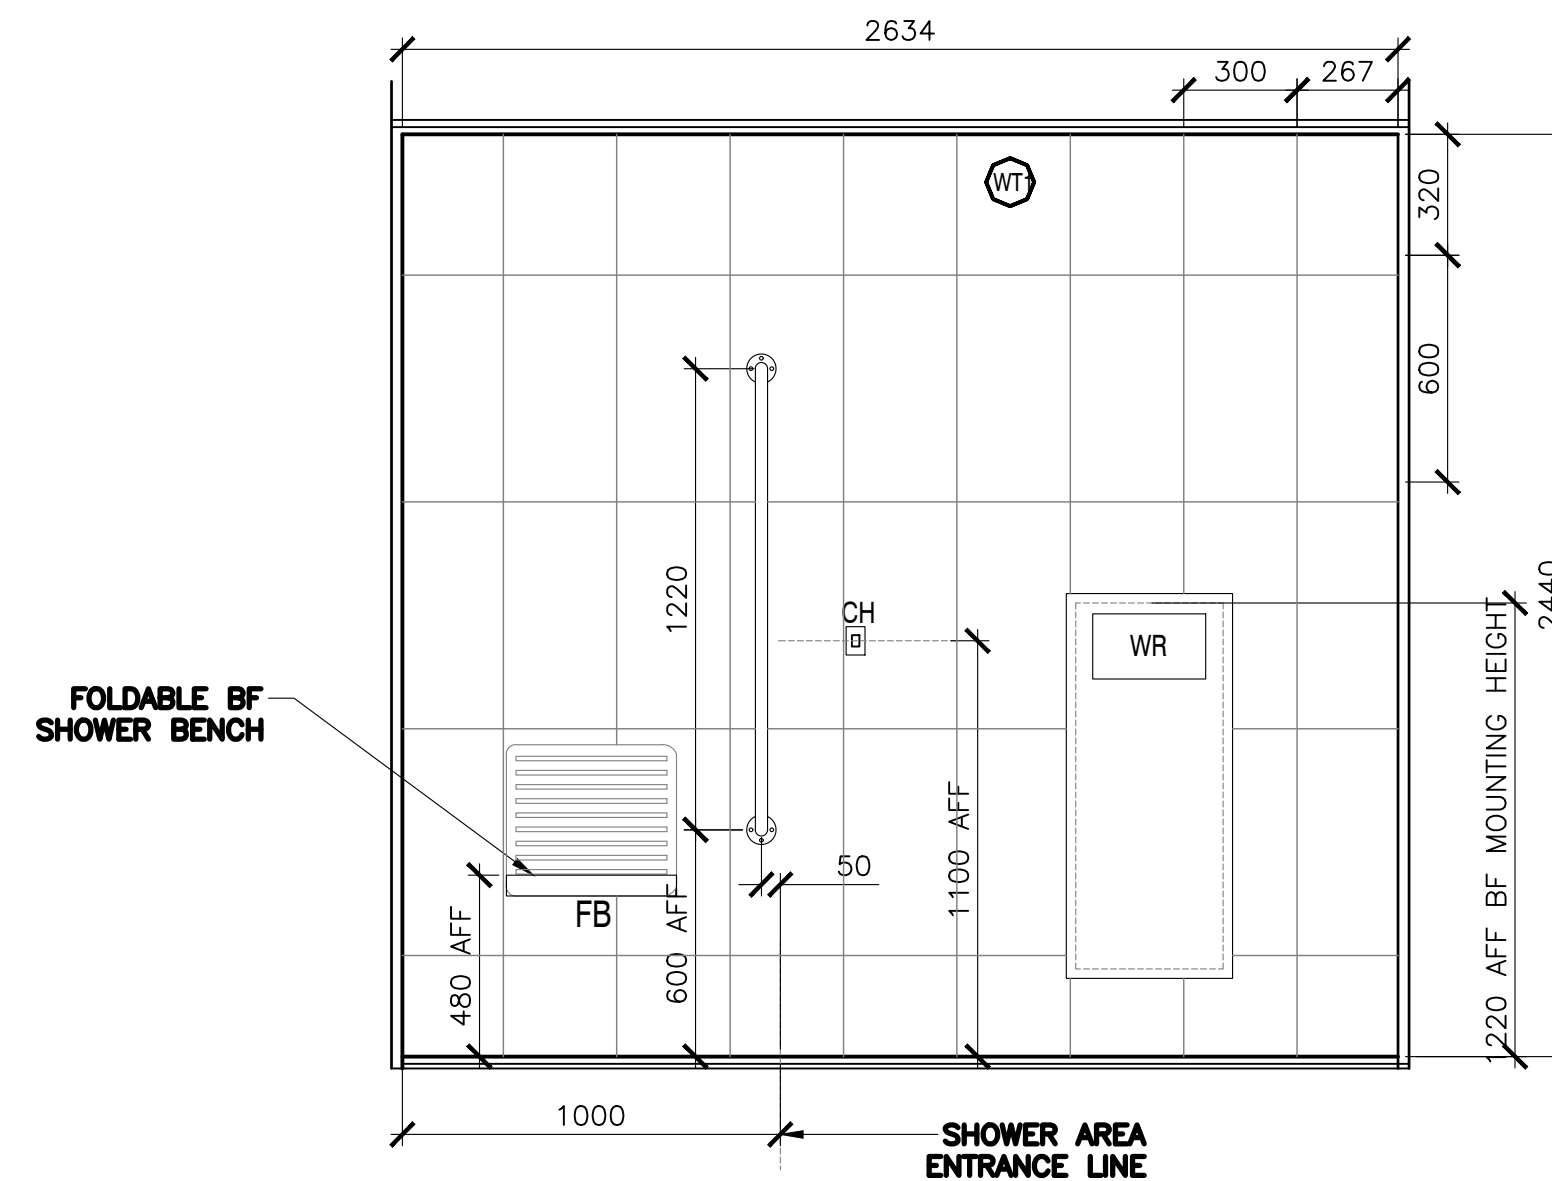 2634
300
267
WT1
320
600
1220
CH
WR
2440
1220 AFF BF MOUNTING HEIGHT
FOLDABLE BF
SHOWER BENCH
50
1100 AFF
FB
480 AFF
600 AFF
1000
SHOWER AREA
ENTRANCE LINE